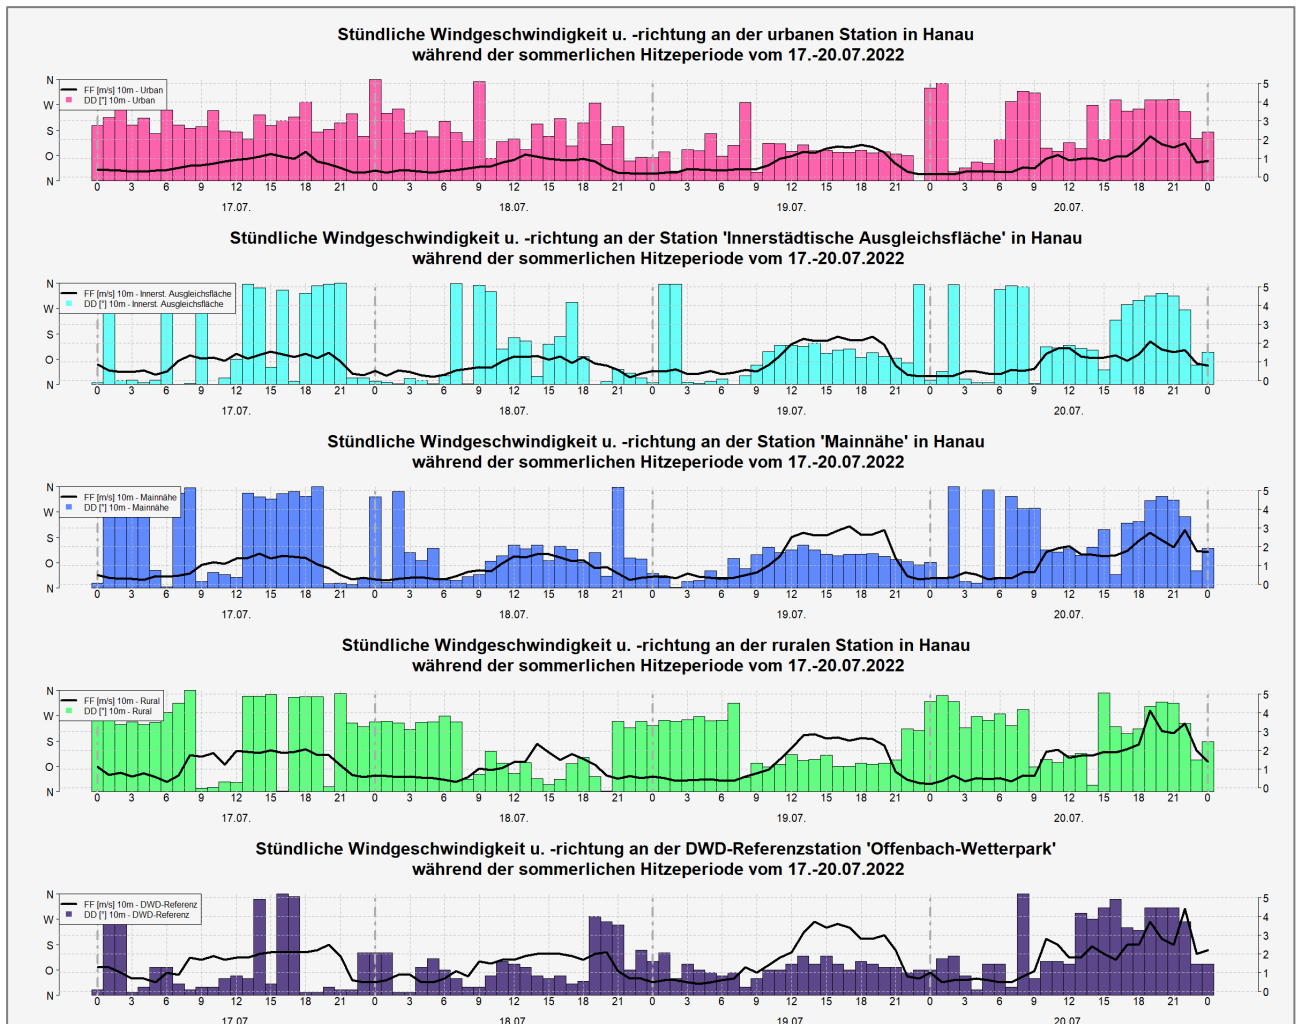 Stündliche Windgeschwindigkeit u. -richtung an der urbanen Station in Hanau
während der sommerlichen Hitzeperiode vom 17.-20.07.2022
N
W
S
O
N
FF [m/s] 10m - Urban
DD [°] 10m - Urban
5
4
3
2
1
0
0 3 6 9 12 15 18 21 0 3 6 9 12 15 18 21 0 3 6 9 12 15 18 21 0 3 6 9 12 15 18 21 0
17.07. 18.07. 19.07. 20.07.
Stündliche Windgeschwindigkeit u. -richtung an der Station 'Innerstädtische Ausgleichsfläche' in Hanau
während der sommerlichen Hitzeperiode vom 17.-20.07.2022
N
W
S
O
N
FF [m/s] 10m - Innerst. Ausgleichsfläche
DD [°] 10m - Innerst. Ausgleichsfläche
5
4
3
2
1
0
0 3 6 9 12 15 18 21 0 3 6 9 12 15 18 21 0 3 6 9 12 15 18 21 0 3 6 9 12 15 18 21 0
17.07. 18.07. 19.07. 20.07.
Stündliche Windgeschwindigkeit u. -richtung an der Station 'Mainnähe' in Hanau
während der sommerlichen Hitzeperiode vom 17.-20.07.2022
N
W
S
O
N
FF [m/s] 10m - Mainnähe
DD [°] 10m - Mainnähe
5
4
3
2
1
0
0 3 6 9 12 15 18 21 0 3 6 9 12 15 18 21 0 3 6 9 12 15 18 21 0 3 6 9 12 15 18 21 0
17.07. 18.07. 19.07. 20.07.
Stündliche Windgeschwindigkeit u. -richtung an der ruralen Station in Hanau
während der sommerlichen Hitzeperiode vom 17.-20.07.2022
N
W
S
O
N
FF [m/s] 10m - Rural
DD [°] 10m - Rural
5
4
3
2
1
0
0 3 6 9 12 15 18 21 0 3 6 9 12 15 18 21 0 3 6 9 12 15 18 21 0 3 6 9 12 15 18 21 0
17.07. 18.07. 19.07. 20.07.
Stündliche Windgeschwindigkeit u. -richtung an der DWD-Referenzstation 'Offenbach-Wetterpark'
während der sommerlichen Hitzeperiode vom 17.-20.07.2022
N
W
S
O
N
FF [m/s] 10m - DWD-Referenz
DD [°] 10m - DWD-Referenz
5
4
3
2
1
0
0 3 6 9 12 15 18 21 0 3 6 9 12 15 18 21 0 3 6 9 12 15 18 21 0 3 6 9 12 15 18 21 0
17.07. 18.07. 19.07. 20.07.